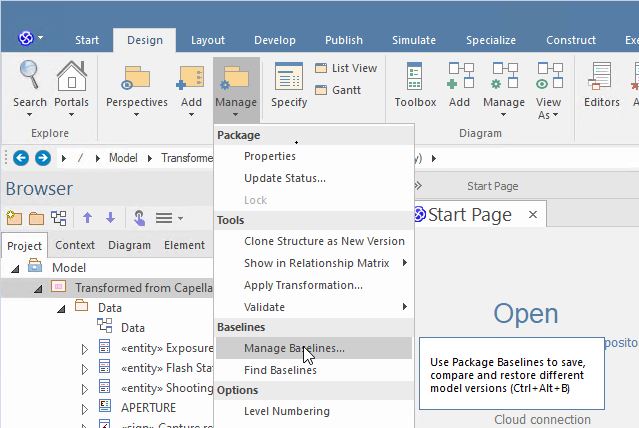 Start Design Layout Develop Publish Simulate Specialize Construct Exe
Search Portals Perspectives Add Manage Specify List View Gantt Toolbox Add Manage View As Editors A
Explore Diagram
/ Model Transforme y)
Browser
Start Page
Start Page ×
Project Context Diagram Element
Model
Transformed from Capella
Data
Data
«entity» Exposure
«entity» Flash Stat
«entity» Shooting
APERTURE
Package
Properties
Update Status...
Lock
Tools
Clone Structure as New Version
Show in Relationship Matrix
Apply Transformation...
Validate
Baselines
Manage Baselines...
Find Baselines
Options
Level Numbering
Open
posito
Use Package Baselines to save,
compare and restore different
model versions (Ctrl+Alt+B)
Cloud connection